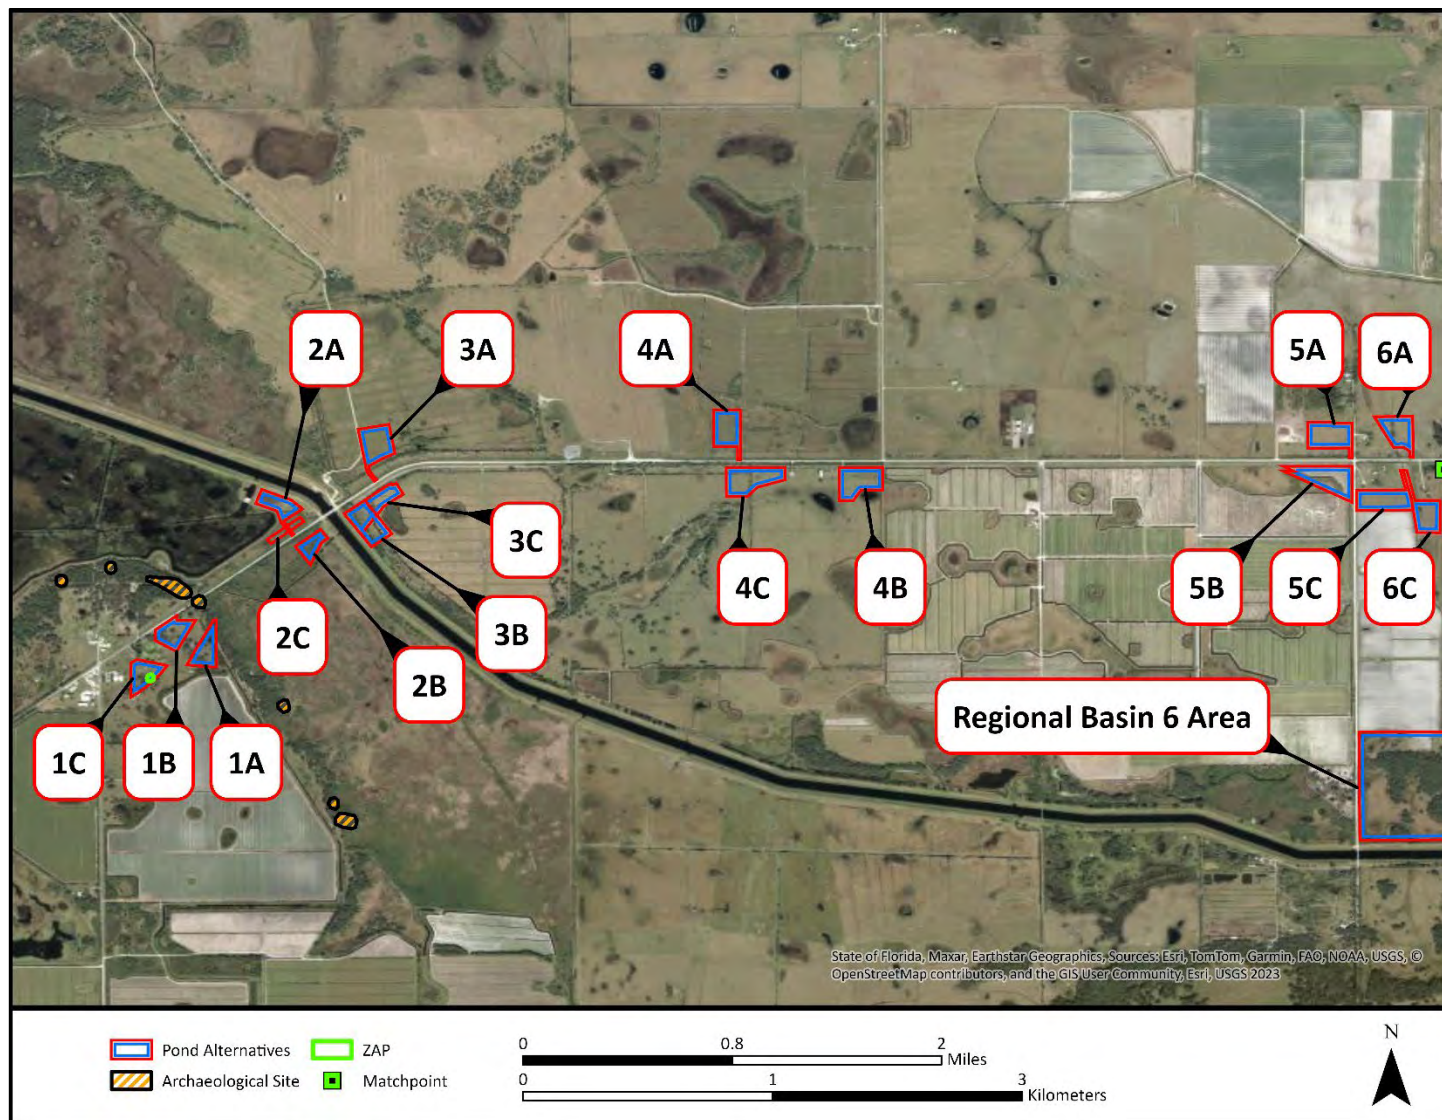 2A
3A
4A
5A
6A
2C
3C
3B
2B
4C
4B
5B
5C
6C
1C
1B
1A
Regional Basin 6 Area
State of Florida, Maxar, Earthstar Geographics, Sources: Esri, TomTom, Garmin, FAO, NOAA, USGS, ©
OpenStreetMap contributors, and the GIS User Community, Esri, USGS 2023
Pond Alternatives
ZAP
Archaeological Site
Matchpoint
0 0.8 2
Miles
0 1 3
Kilometers
N